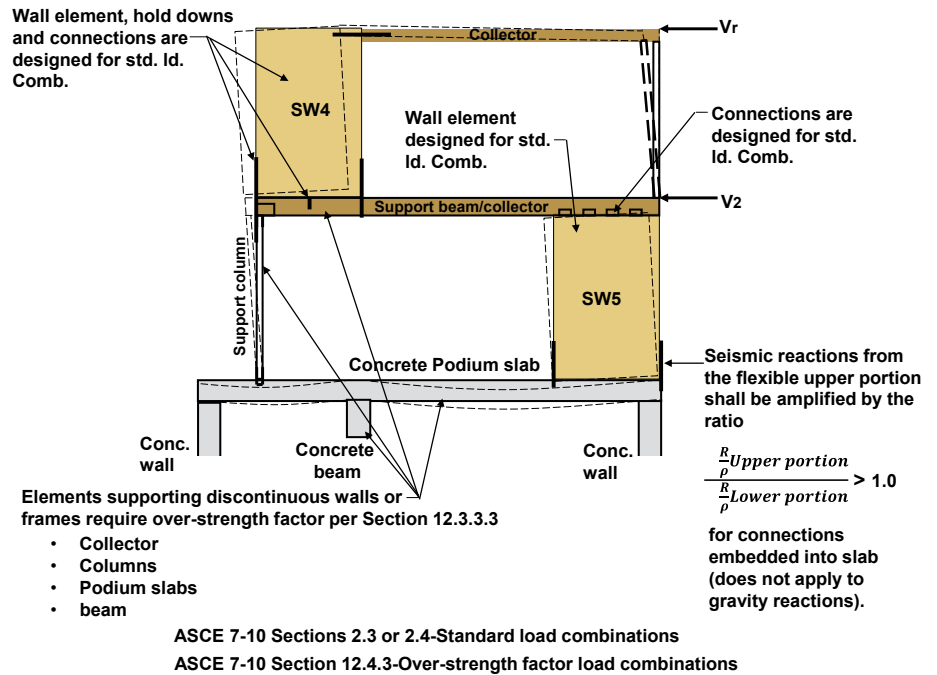 Wall element, hold downs
and connections are
designed for std. ld.
Comb.
Collector
Vr
SW4
Wall element
designed for std.
ld. Comb.
Connections are
designed for std.
ld. Comb.
Support beam/collector
V2
Support column
SW5
Concrete Podium slab
Seismic reactions from
the flexible upper portion
shall be amplified by the
ratio
R/ρ Upper portion
R/ρ Lower portion
> 1.0
for connections
embedded into slab
(does not apply to
gravity reactions).
Conc.
wall
Concrete
beam
Conc.
wall
Elements supporting discontinuous walls or
frames require over-strength factor per Section 12.3.3.3
• Collector
• Columns
• Podium slabs
• beam
ASCE 7-10 Sections 2.3 or 2.4-Standard load combinations
ASCE 7-10 Section 12.4.3-Over-strength factor load combinations